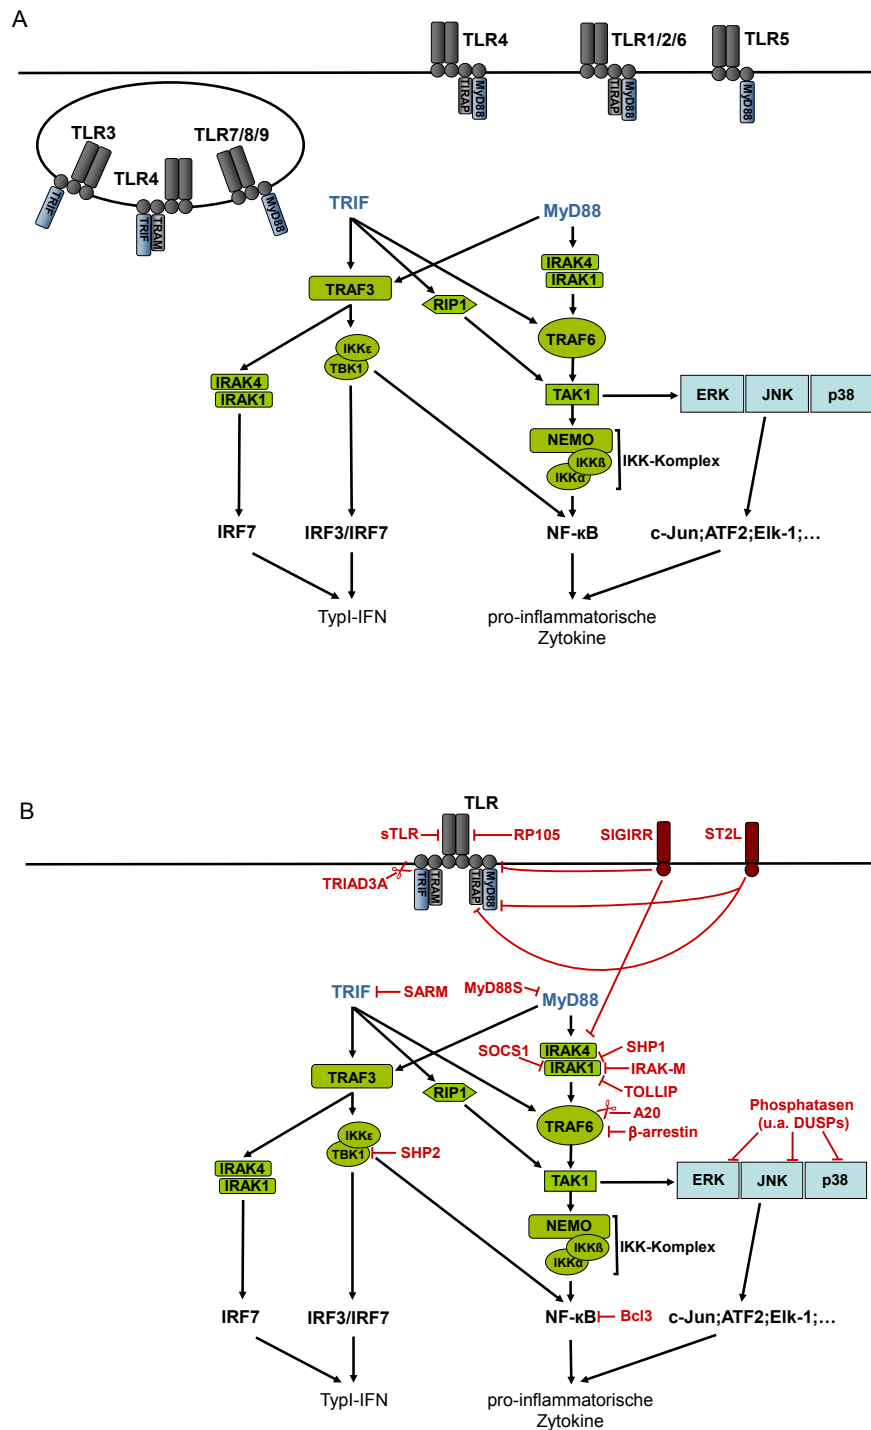 A
TLR4
TLR1/2/6
TLR5
TIRAP
MyD88
TIRAP
MyD88
MyD88
TLR3
TLR7/8/9
TLR4
TRIF
TRIF
TRAM
MyD88
TRIF
MyD88
IRAK4
IRAK1
TRAF3
RIP1
TRAF6
IKKε
TBK1
IRAK4
IRAK1
TAK1
ERK
JNK
p38
NEMO
IKKß
IKKα
IKK-Komplex
IRF7
IRF3/IRF7
NF-κB
c-Jun;ATF2;Elk-1;…
TypI-IFN
pro-inflammatorische
Zytokine
B
TLR
sTLR
RP105
SIGIRR
ST2L
TRIAD3A
TRIF
TRAM
TIRAP
MyD88
TRIF
SARM
MyD88S
MyD88
SOCS1
IRAK4
IRAK1
SHP1
IRAK-M
TOLLIP
TRAF3
RIP1
A20
TRAF6
β-arrestin
Phosphatasen
(u.a. DUSPs)
IKKε
TBK1
SHP2
IRAK4
IRAK1
TAK1
ERK
JNK
p38
NEMO
IKKß
IKKα
IKK-Komplex
IRF7
IRF3/IRF7
NF-κB
Bcl3
c-Jun;ATF2;Elk-1;…
TypI-IFN
pro-inflammatorische
Zytokine